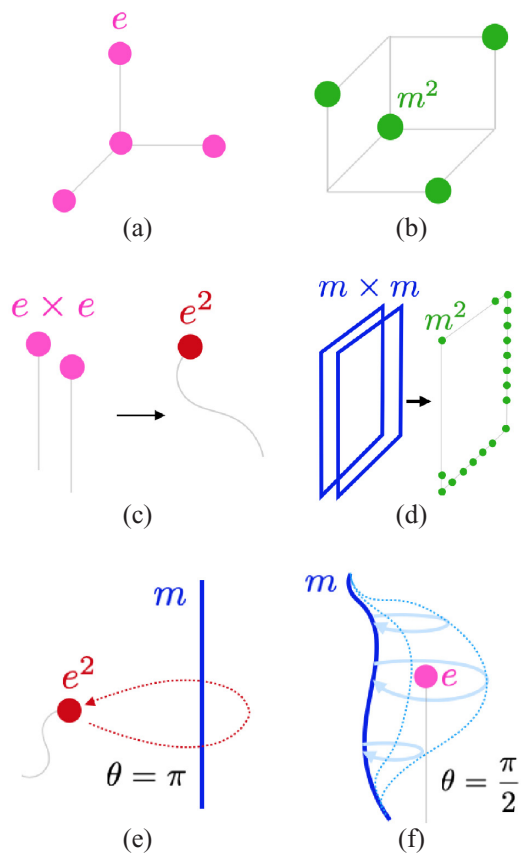 e
m²
(a)
(b)
e × e
e²
m × m
m²
(c)
(d)
m
m
e²
e
θ = π
θ = π/2
(e)
(f)